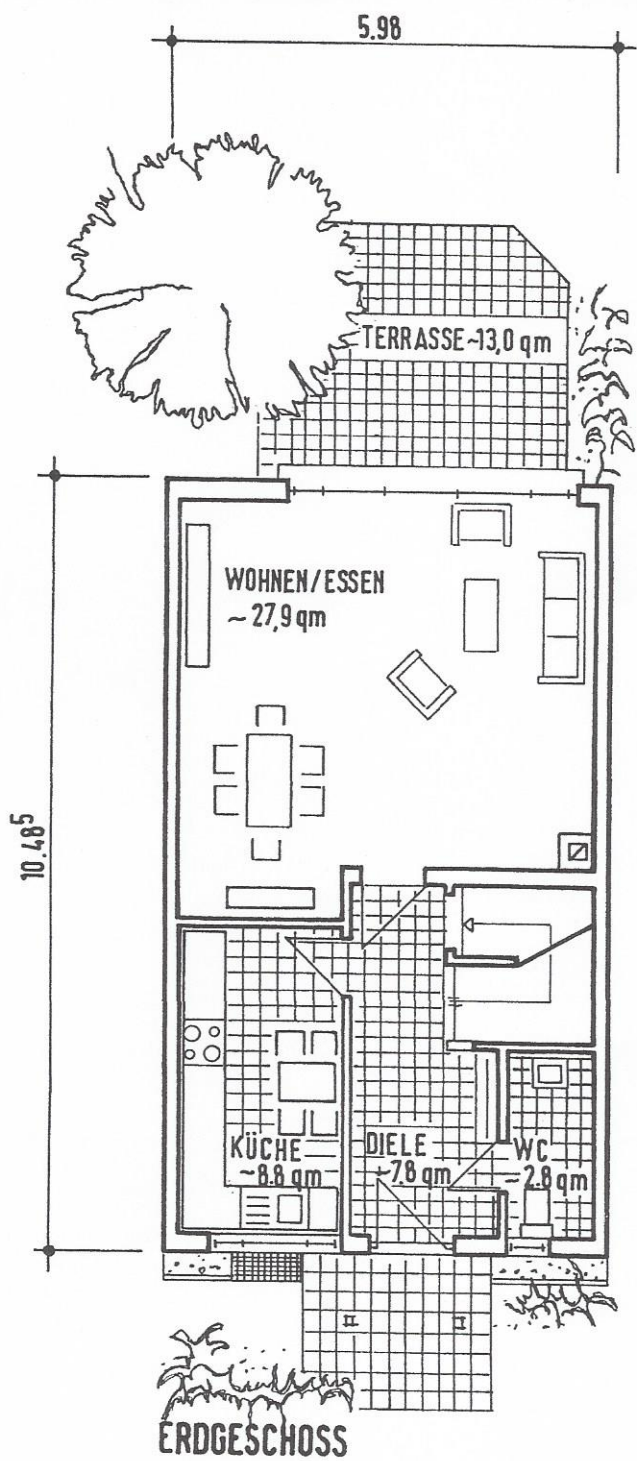 5.98
TERRASSE ~13,0 qm
WOHNEN/ESSEN
~ 27,9 qm
10.48⁵
KÜCHE
~8.8 qm
DIELE
~7.8 qm
WC
~2.8 qm
ERDGESCHOSS